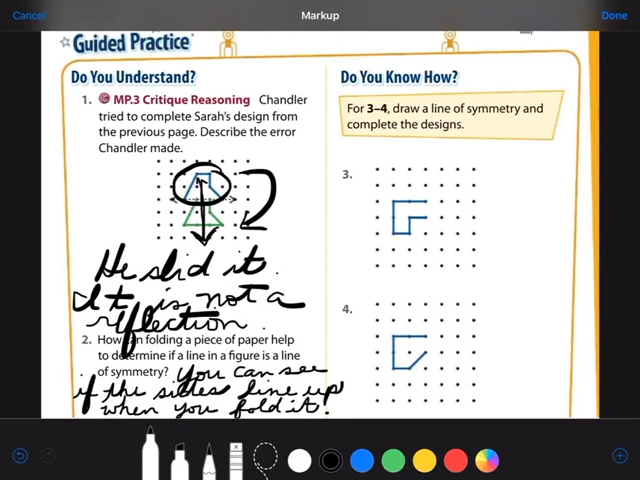 Cancel
Markup
Done
Guided Practice
Do You Understand?
1. MP.3 Critique Reasoning Chandler
tried to complete Sarah's design from
the previous page. Describe the error
Chandler made.
He slid it.
It is not a
reflection.
2. How can folding a piece of paper help
to determine if a line in a figure is a line
of symmetry? You can see
if the sides line up
when you fold it.
Do You Know How?
For 3–4, draw a line of symmetry and
complete the designs.
3.
4.